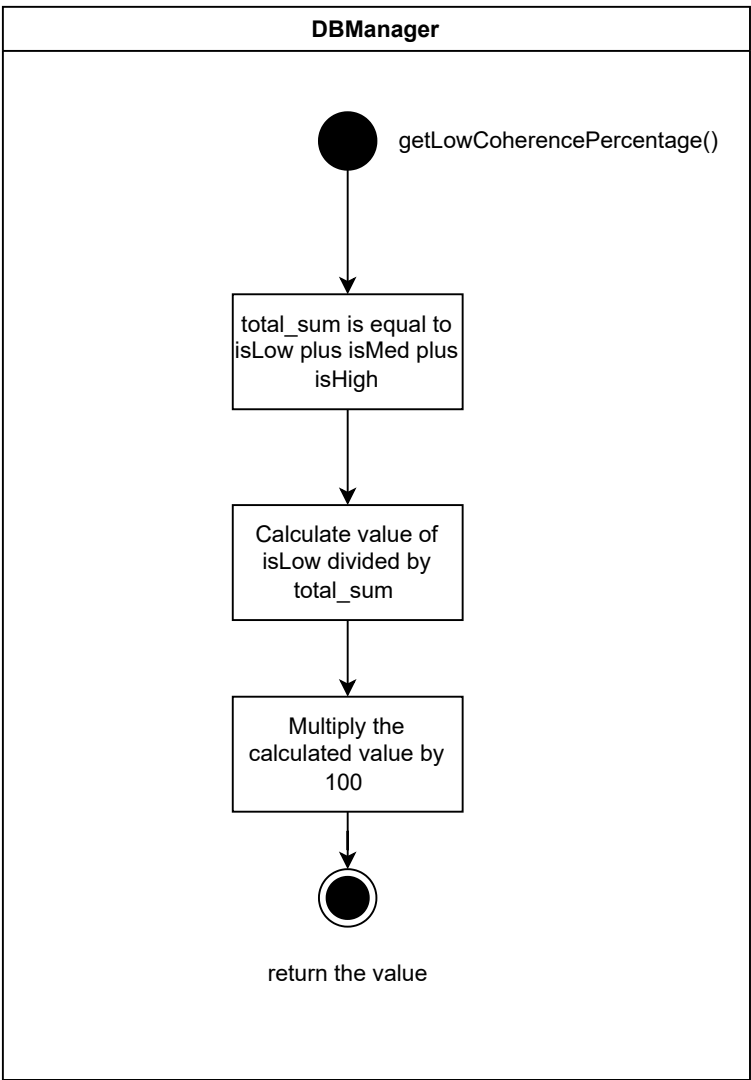 DBManager
getLowCoherencePercentage()
total_sum is equal to
isLow plus isMed plus
isHigh
Calculate value of
isLow divided by
total_sum
Multiply the
calculated value by
100
return the value